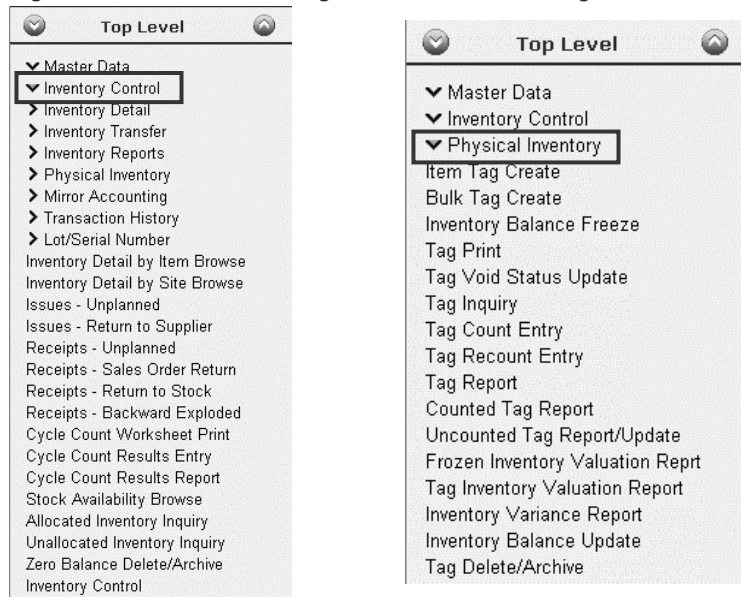 Top Level
Master Data
Inventory Control
Inventory Detail
Inventory Transfer
Inventory Reports
Physical Inventory
Mirror Accounting
Transaction History
Lot/Serial Number
Inventory Detail by Item Browse
Inventory Detail by Site Browse
Issues - Unplanned
Issues - Return to Supplier
Receipts - Unplanned
Receipts - Sales Order Return
Receipts - Return to Stock
Receipts - Backward Exploded
Cycle Count Worksheet Print
Cycle Count Results Entry
Cycle Count Results Report
Stock Availability Browse
Allocated Inventory Inquiry
Unallocated Inventory Inquiry
Zero Balance Delete/Archive
Inventory Control
Top Level
Master Data
Inventory Control
Physical Inventory
Item Tag Create
Bulk Tag Create
Inventory Balance Freeze
Tag Print
Tag Void Status Update
Tag Inquiry
Tag Count Entry
Tag Recount Entry
Tag Report
Counted Tag Report
Uncounted Tag Report/Update
Frozen Inventory Valuation Reprt
Tag Inventory Valuation Report
Inventory Variance Report
Inventory Balance Update
Tag Delete/Archive